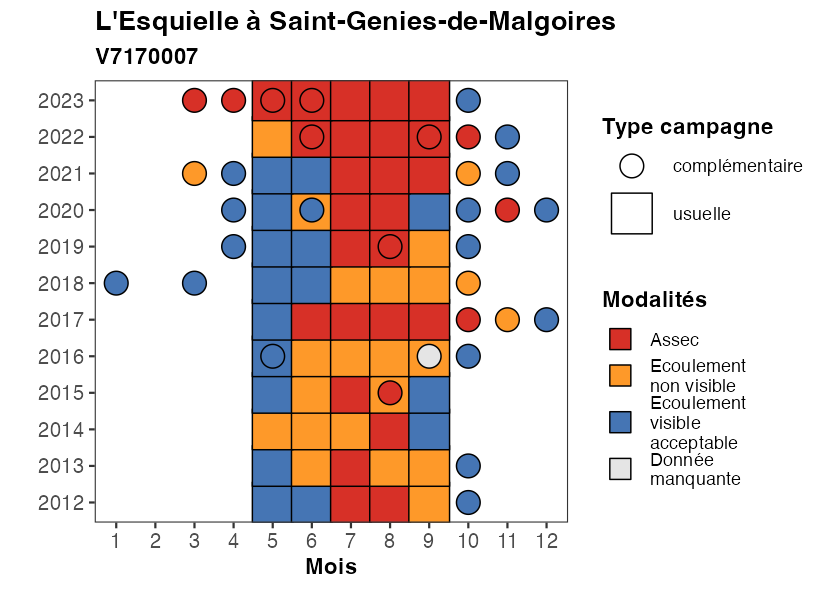 L'Esquielle à Saint-Genies-de-Malgoires
V7170007
2023
2022
2021
2020
2019
2018
2017
2016
2015
2014
2013
2012
1 2 3 4 5 6 7 8 9 10 11 12
Mois
Type campagne
complémentaire
usuelle
Modalités
Assec
Ecoulement
non visible
Ecoulement
visible
acceptable
Donnée
manquante